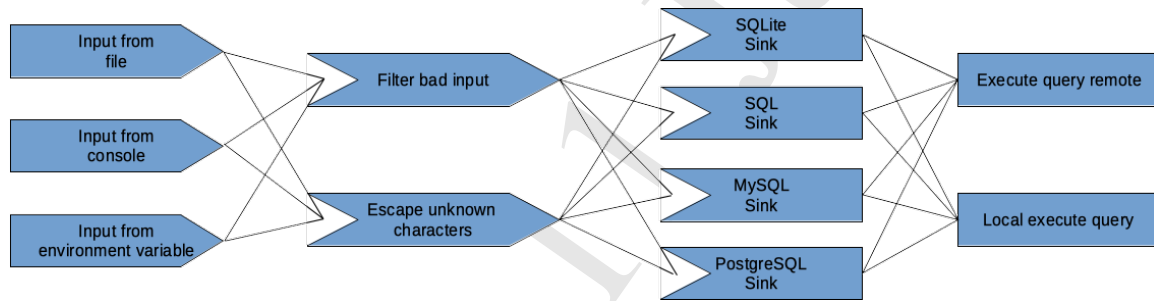 Input from
file
Input from
console
Input from
environment variable
Filter bad input
Escape unknown
characters
SQLite
Sink
SQL
Sink
MySQL
Sink
PostgreSQL
Sink
Execute query remote
Local execute query